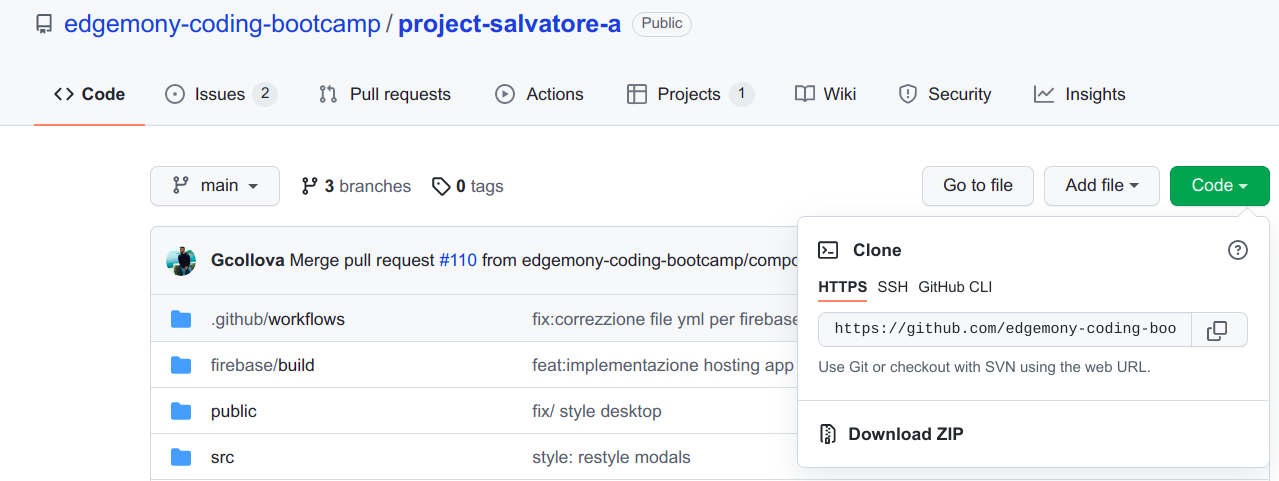 edgemony-coding-bootcamp / project-salvatore-a Public
Code Issues 2 Pull requests Actions Projects 1 Wiki Security Insights
main 3 branches 0 tags Go to file Add file Code
Gcollova Merge pull request #110 from edgemony-coding-bootcamp/compo
.github/workflows fix:correzzione file yml per firebase
firebase/build feat:implementazione hosting app
public fix/ style desktop
src style: restyle modals
Clone
HTTPS SSH GitHub CLI
https://github.com/edgemony-coding-boo
Use Git or checkout with SVN using the web URL.
Download ZIP